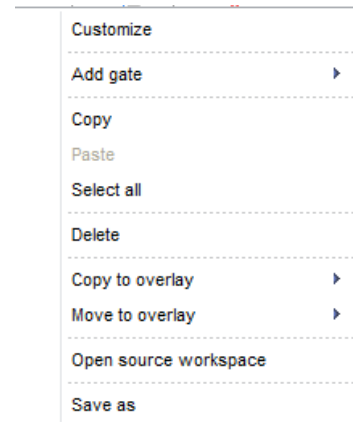 Customize
Add gate
Copy
Paste
Select all
Delete
Copy to overlay
Move to overlay
Open source workspace
Save as